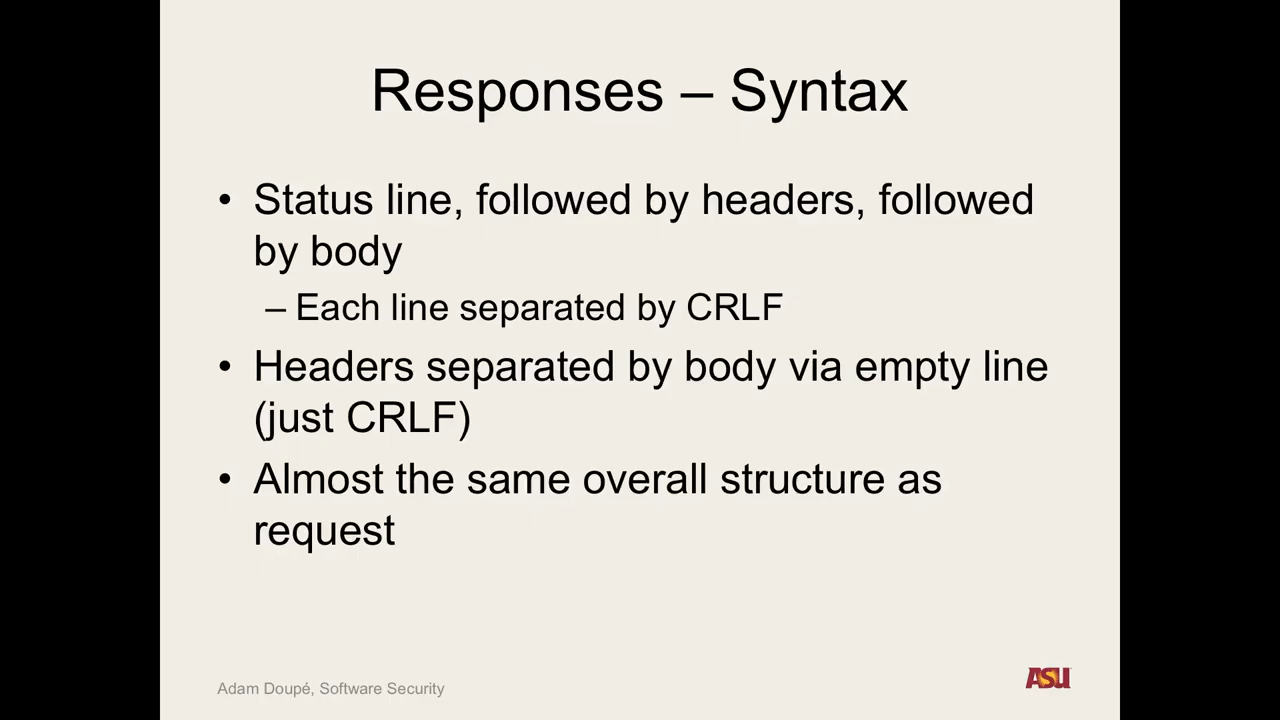 Responses – Syntax
• Status line, followed by headers, followed
by body
– Each line separated by CRLF
• Headers separated by body via empty line
(just CRLF)
• Almost the same overall structure as
request
Adam Doupé, Software Security
ASU